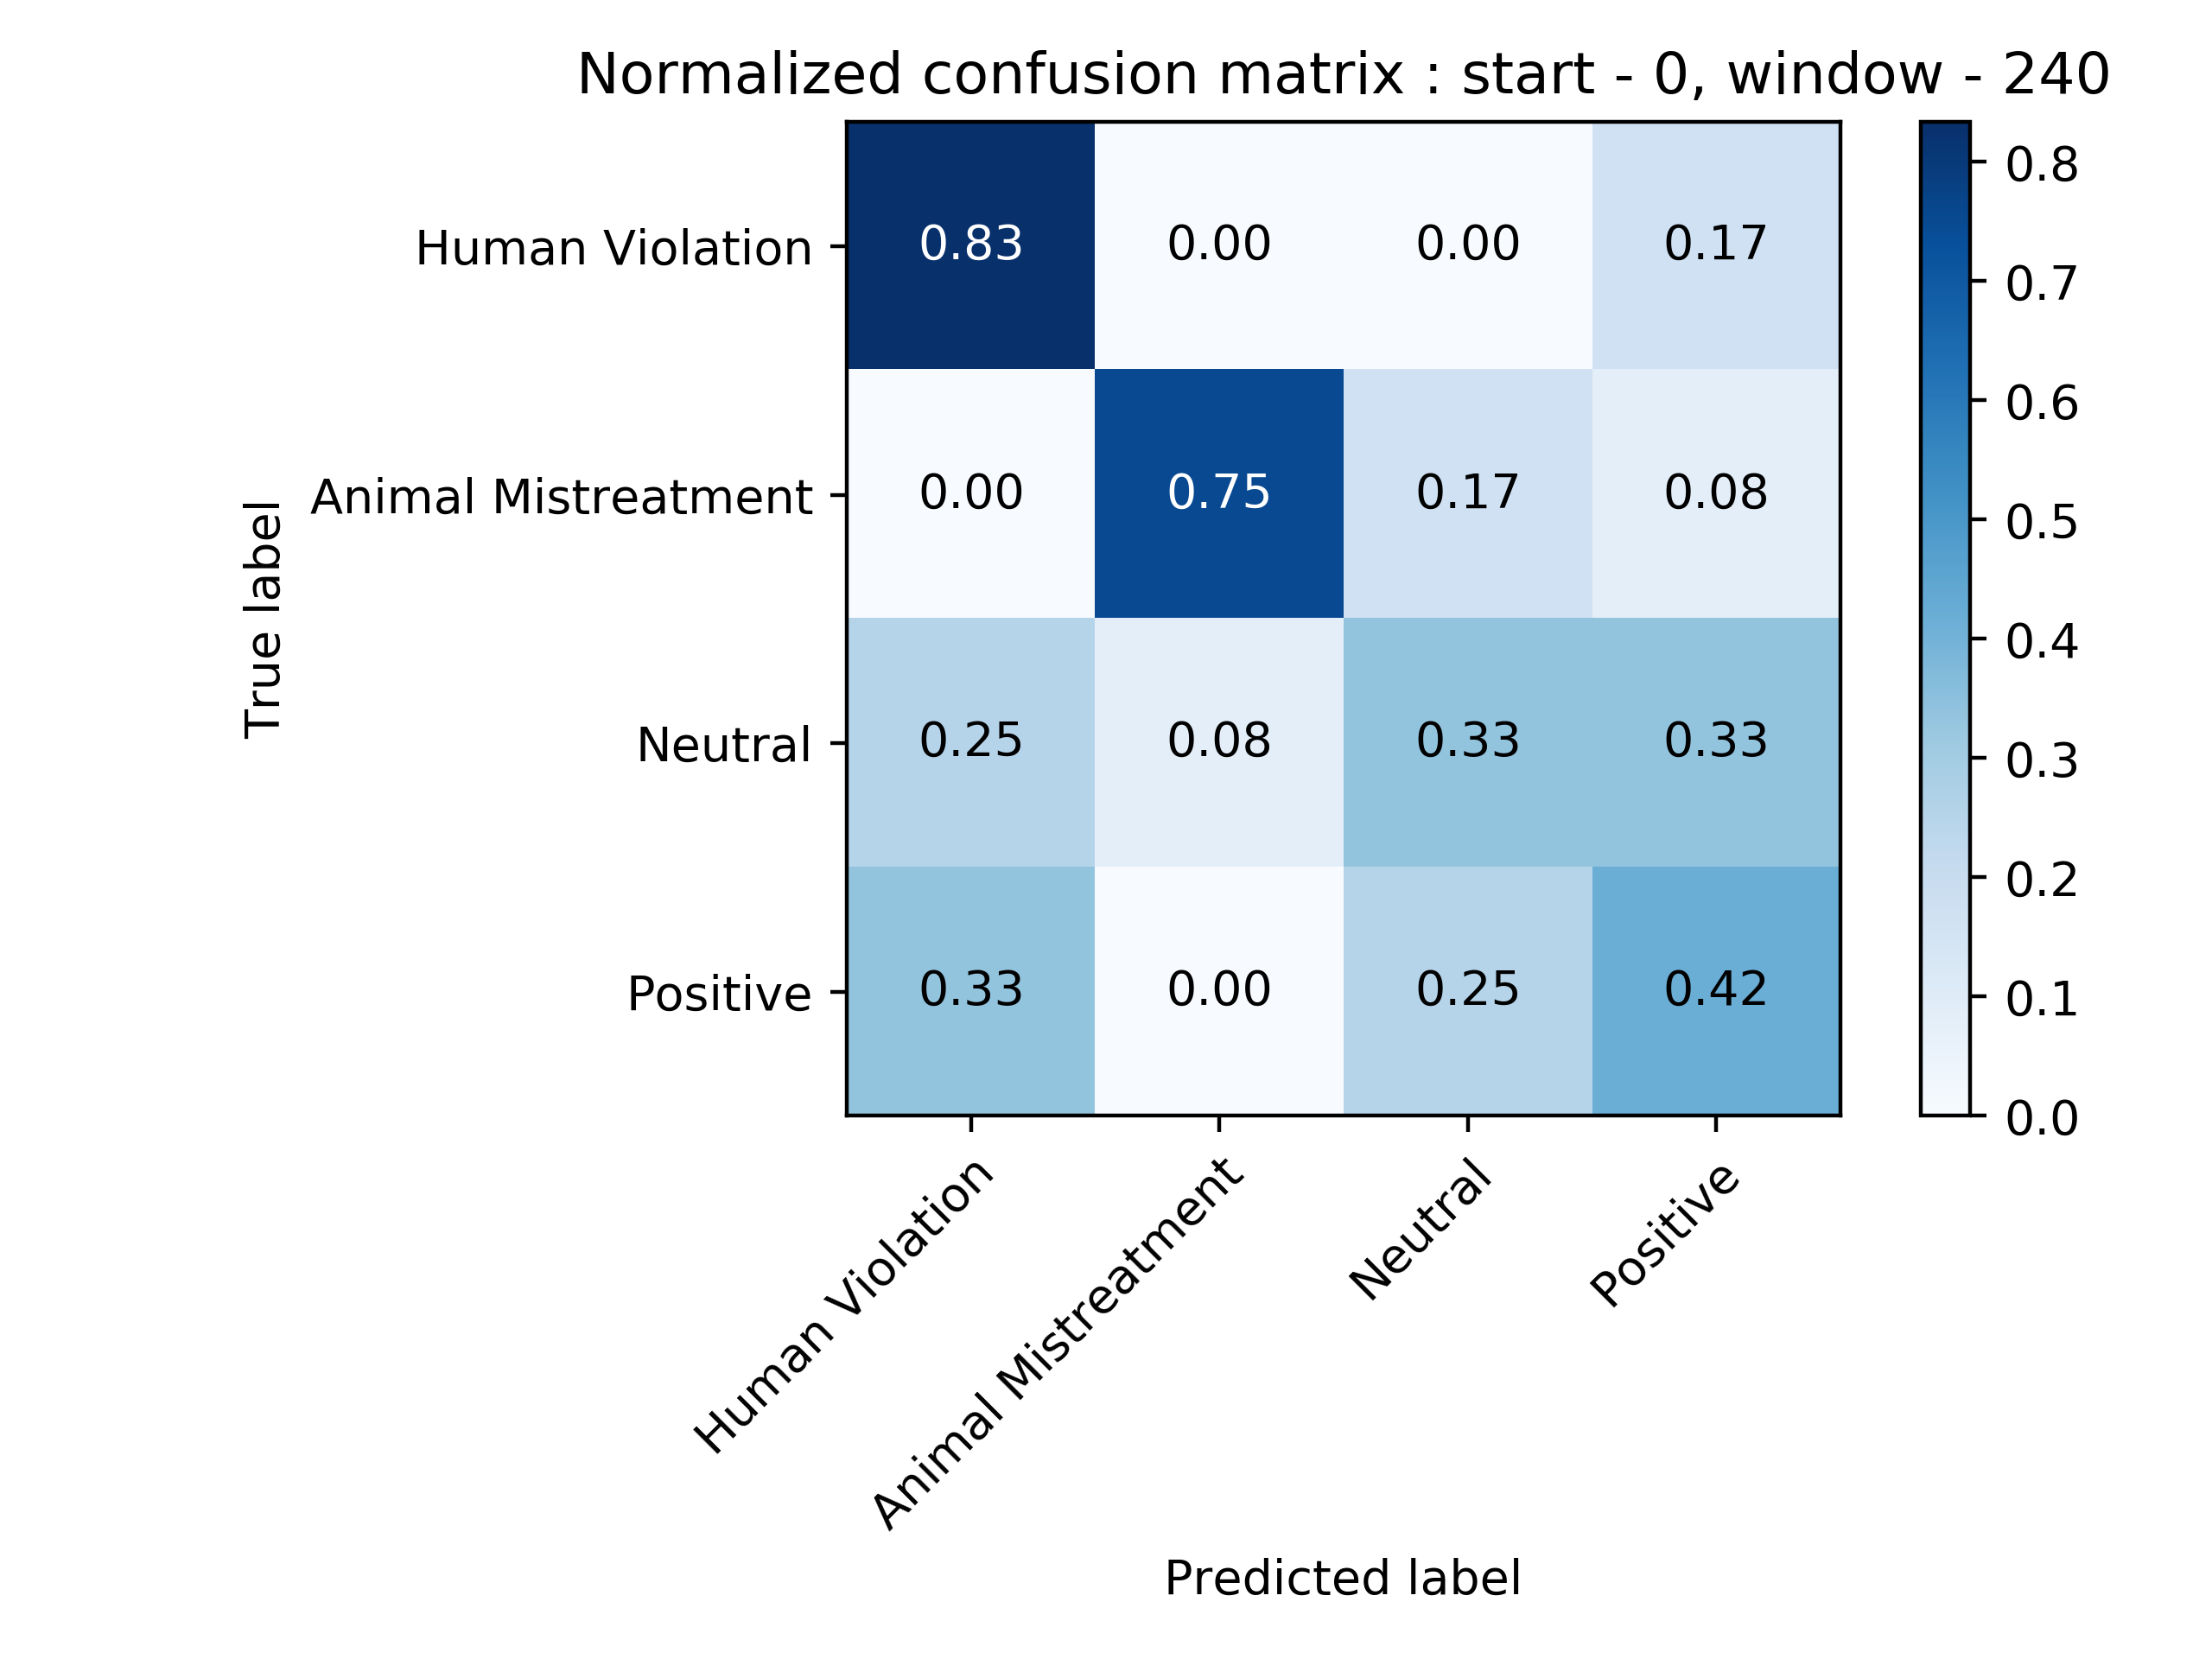 Normalized confusion matrix : start - 0, window - 240
Human Violation
0.83 0.00 0.00 0.17
Animal Mistreatment
0.00 0.75 0.17 0.08
Neutral
0.25 0.08 0.33 0.33
Positive
0.33 0.00 0.25 0.42
True label
Human Violation
Animal Mistreatment
Neutral
Positive
Predicted label
0.8
0.7
0.6
0.5
0.4
0.3
0.2
0.1
0.0